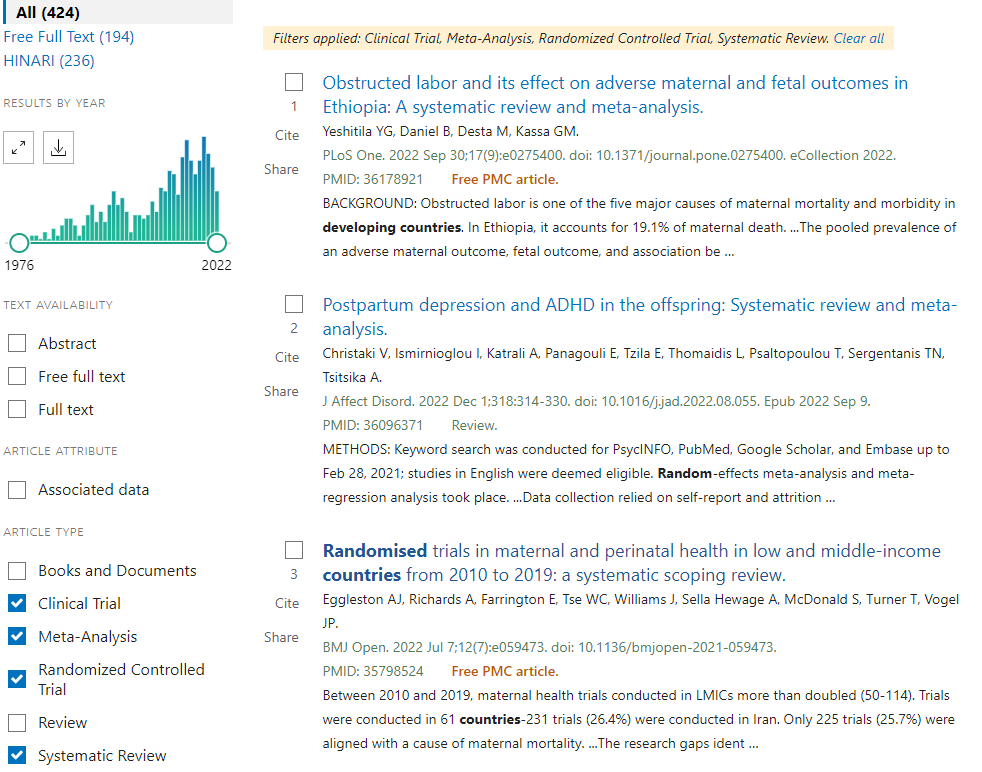 All (424)
Free Full Text (194)
HINARI (236)
RESULTS BY YEAR
1976
2022
TEXT AVAILABILITY
Abstract
Free full text
Full text
ARTICLE ATTRIBUTE
Associated data
ARTICLE TYPE
Books and Documents
Clinical Trial
Meta-Analysis
Randomized Controlled
Trial
Review
Systematic Review
Filters applied: Clinical Trial, Meta-Analysis, Randomized Controlled Trial, Systematic Review. Clear all
1
Cite
Share
Obstructed labor and its effect on adverse maternal and fetal outcomes in
Ethiopia: A systematic review and meta-analysis.
Yeshitila YG, Daniel B, Desta M, Kassa GM.
PLoS One. 2022 Sep 30;17(9):e0275400. doi: 10.1371/journal.pone.0275400. eCollection 2022.
PMID: 36178921 Free PMC article.
BACKGROUND: Obstructed labor is one of the five major causes of maternal mortality and morbidity in
developing countries. In Ethiopia, it accounts for 19.1% of maternal death. ...The pooled prevalence of
an adverse maternal outcome, fetal outcome, and association be ...
2
Cite
Share
Postpartum depression and ADHD in the offspring: Systematic review and meta-
analysis.
Christaki V, Ismirnioglou I, Katrali A, Panagouli E, Tzila E, Thomaidis L, Psaltopoulou T, Sergentanis TN,
Tsitsika A.
J Affect Disord. 2022 Dec 1;318:314-330. doi: 10.1016/j.jad.2022.08.055. Epub 2022 Sep 9.
PMID: 36096371 Review.
METHODS: Keyword search was conducted for PsycINFO, PubMed, Google Scholar, and Embase up to
Feb 28, 2021; studies in English were deemed eligible. Random-effects meta-analysis and meta-
regression analysis took place. ...Data collection relied on self-report and attrition ...
3
Cite
Share
Randomised trials in maternal and perinatal health in low and middle-income
countries from 2010 to 2019: a systematic scoping review.
Eggleston AJ, Richards A, Farrington E, Tse WC, Williams J, Sella Hewage A, McDonald S, Turner T, Vogel
JP.
BMJ Open. 2022 Jul 7;12(7):e059473. doi: 10.1136/bmjopen-2021-059473.
PMID: 35798524 Free PMC article.
Between 2010 and 2019, maternal health trials conducted in LMICs more than doubled (50-114). Trials
were conducted in 61 countries-231 trials (26.4%) were conducted in Iran. Only 225 trials (25.7%) were
aligned with a cause of maternal mortality. ...The research gaps ident ...